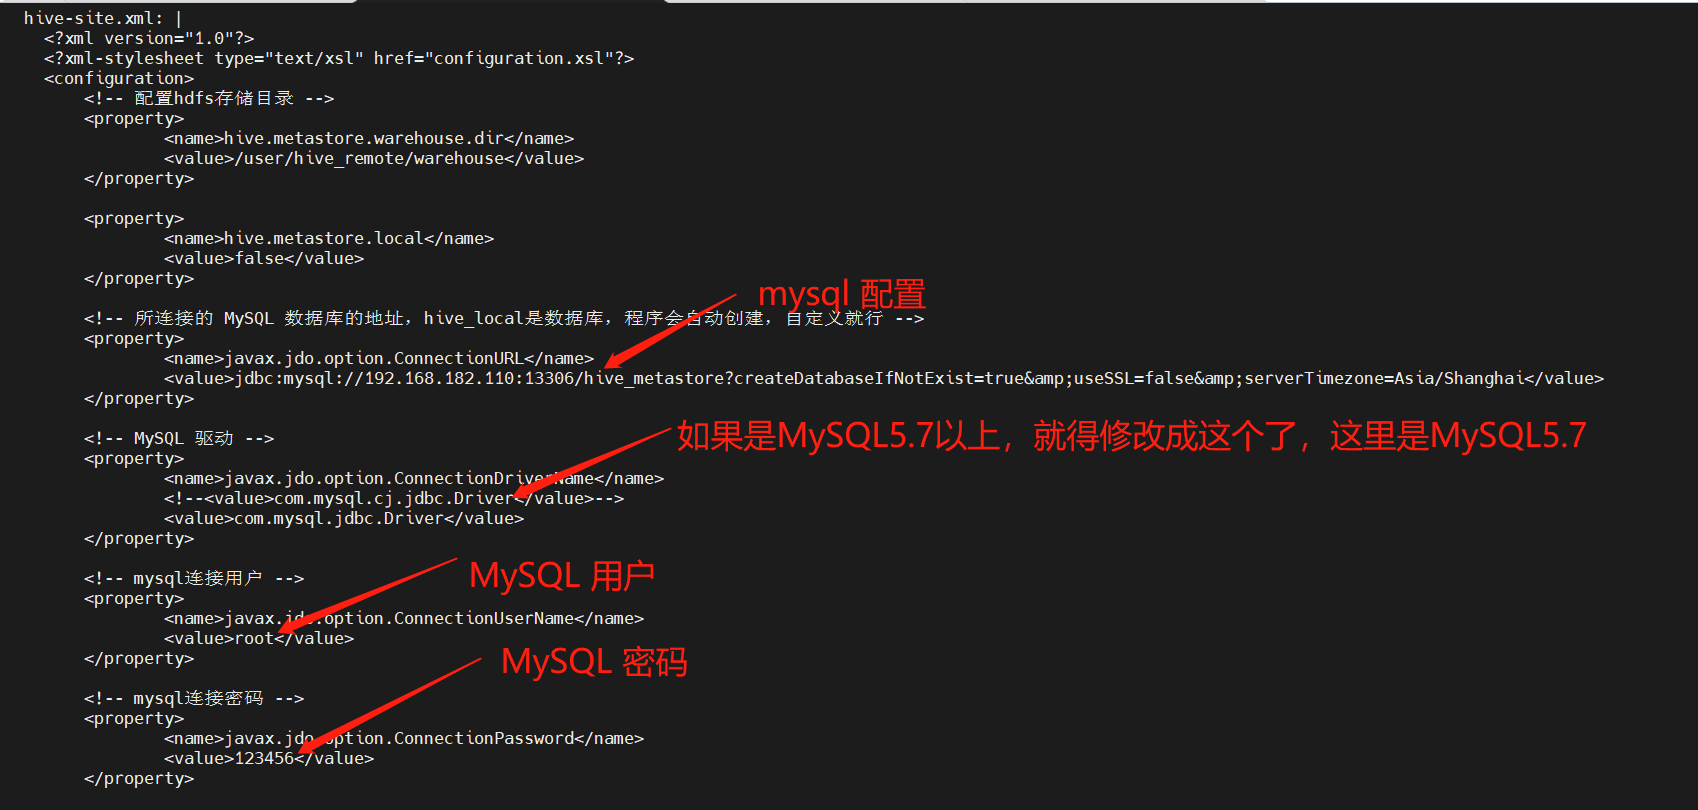 hive-site.xml: |
<?xml version="1.0"?>
<?xml-stylesheet type="text/xsl" href="configuration.xsl"?>
<configuration>
<!-- 配置hdfs存储目录 -->
<property>
<name>hive.metastore.warehouse.dir</name>
<value>/user/hive_remote/warehouse</value>
</property>
<property>
<name>hive.metastore.local</name>
<value>false</value>
</property>
mysql 配置
<!-- 所连接的 MySQL 数据库的地址，hive_local是数据库，程序会自动创建，自定义就行 -->
<property>
<name>javax.jdo.option.ConnectionURL</name>
<value>jdbc:mysql://192.168.182.110:13306/hive_metastore?createDatabaseIfNotExist=true&amp;useSSL=false&amp;serverTimezone=Asia/Shanghai</value>
</property>
如果是MySQL5.7以上，就得修改成这个了，这里是MySQL5.7
<!-- MySQL 驱动 -->
<property>
<name>javax.jdo.option.ConnectionDriverName</name>
<!--<value>com.mysql.cj.jdbc.Driver</value>-->
<value>com.mysql.jdbc.Driver</value>
</property>
MySQL 用户
<!-- mysql连接用户 -->
<property>
<name>javax.jdo.option.ConnectionUserName</name>
<value>root</value>
</property>
MySQL 密码
<!-- mysql连接密码 -->
<property>
<name>javax.jdo.option.ConnectionPassword</name>
<value>123456</value>
</property>